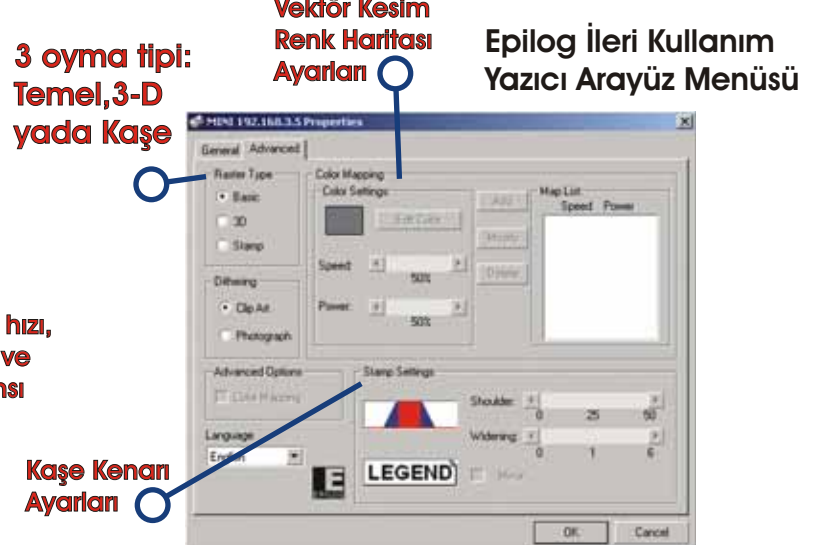 Vektör Kesim
Renk Haritası
Ayarları
3 oyma tipi:
Temel,3-D
yada Kaşe
Epilog İleri Kullanım
Yazıcı Arayüz Menüsü
MINI 192.168.3.5 Properties
General Advanced
Raster Type
Basic
3D
Stamp
Color Mapping
Color Settings
Edit Color
Speed:
50%
Power:
50%
Add
Modify
Delete
Map List
Speed Power
Dithering
Clip Art
Photograph
hızı,
ve
nsı
Advanced Options
Color Mapping
Language
English
Stamp Settings
Shoulder:
0 25 50
Widening:
0 1 6
LEGEND
Mirror
Kaşe Kenarı
Ayarları
OK Cancel